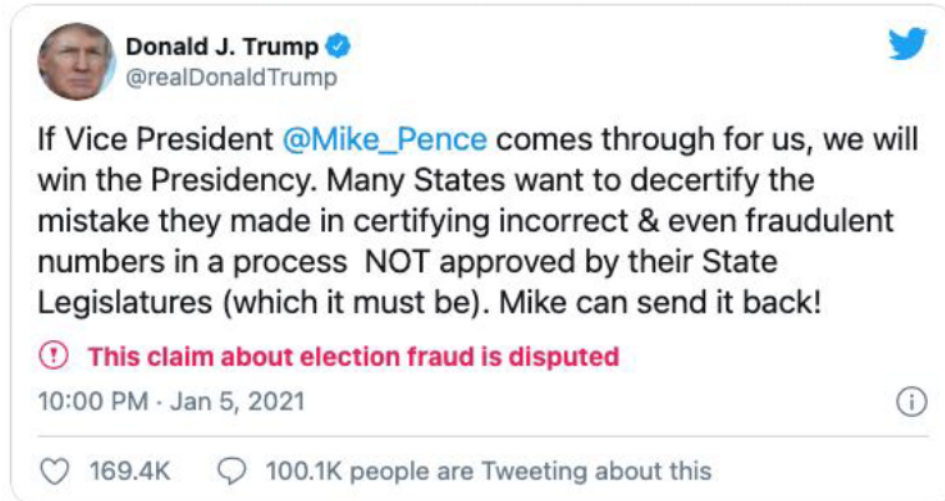 Donald J. Trump
@realDonaldTrump
If Vice President @Mike_Pence comes through for us, we will
win the Presidency. Many States want to decertify the
mistake they made in certifying incorrect & even fraudulent
numbers in a process  NOT approved by their State
Legislatures (which it must be). Mike can send it back!
This claim about election fraud is disputed
10:00 PM · Jan 5, 2021
169.4K 100.1K people are Tweeting about this